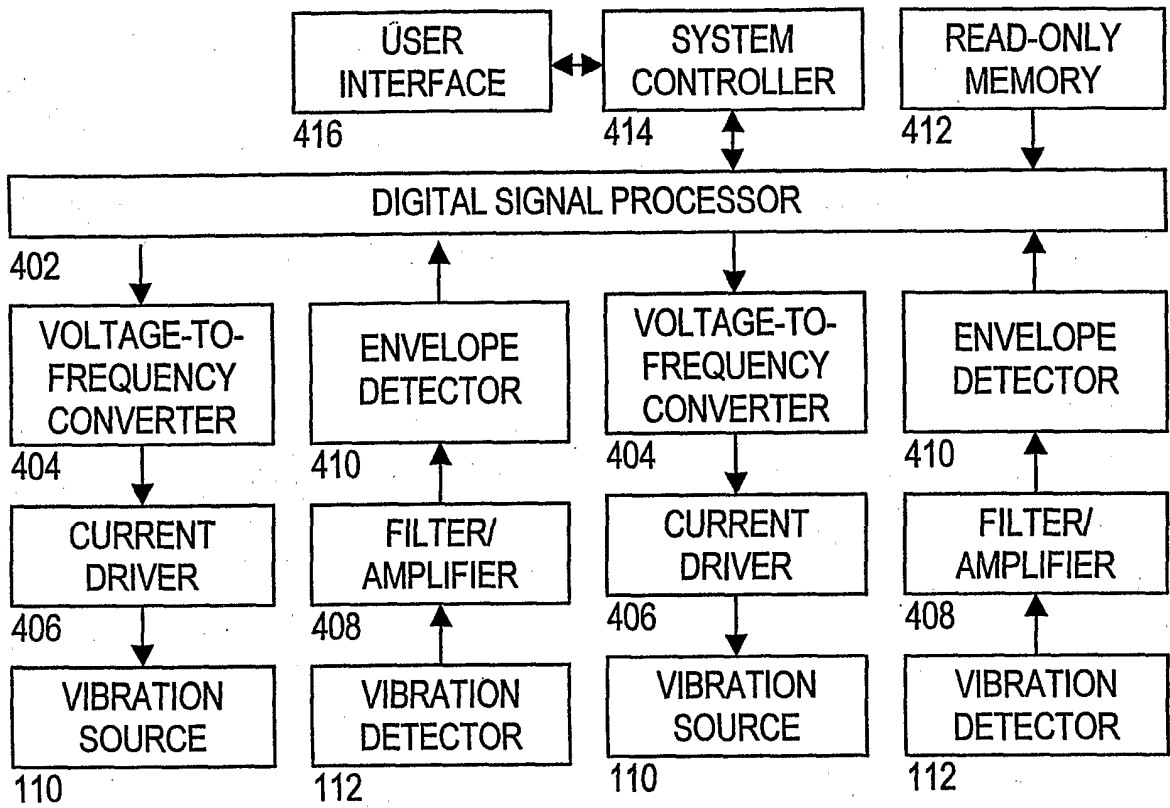 USER
INTERFACE
416
SYSTEM
CONTROLLER
414
READ-ONLY
MEMORY
412
DIGITAL SIGNAL PROCESSOR
402
VOLTAGE-TO-
FREQUENCY
CONVERTER
404
ENVELOPE
DETECTOR
410
VOLTAGE-TO-
FREQUENCY
CONVERTER
404
ENVELOPE
DETECTOR
410
CURRENT
DRIVER
406
FILTER/
AMPLIFIER
408
CURRENT
DRIVER
406
FILTER/
AMPLIFIER
408
VIBRATION
SOURCE
110
VIBRATION
DETECTOR
112
VIBRATION
SOURCE
110
VIBRATION
DETECTOR
112